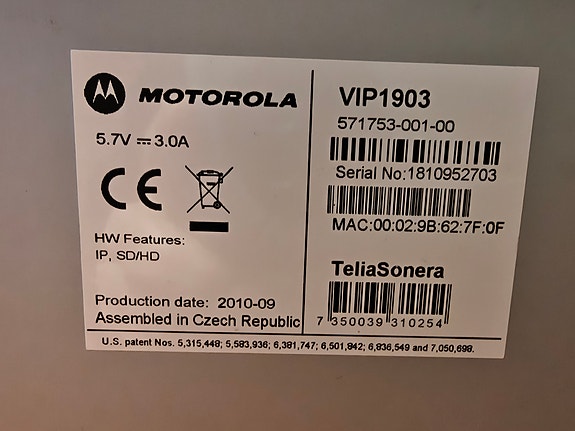 MOTOROLA
5.7V ⎓ 3.0A
CE
HW Features:
IP, SD/HD
Production date: 2010-09
Assembled in Czech Republic
VIP1903
571753-001-00
Serial No:1810952703
MAC:00:02:9B:62:7F:0F
TeliaSonera
7 350039 310254
U.S. patent Nos. 5,315,448; 5,583,936; 6,381,747; 6,501,842; 6,836,549 and 7,050,698.